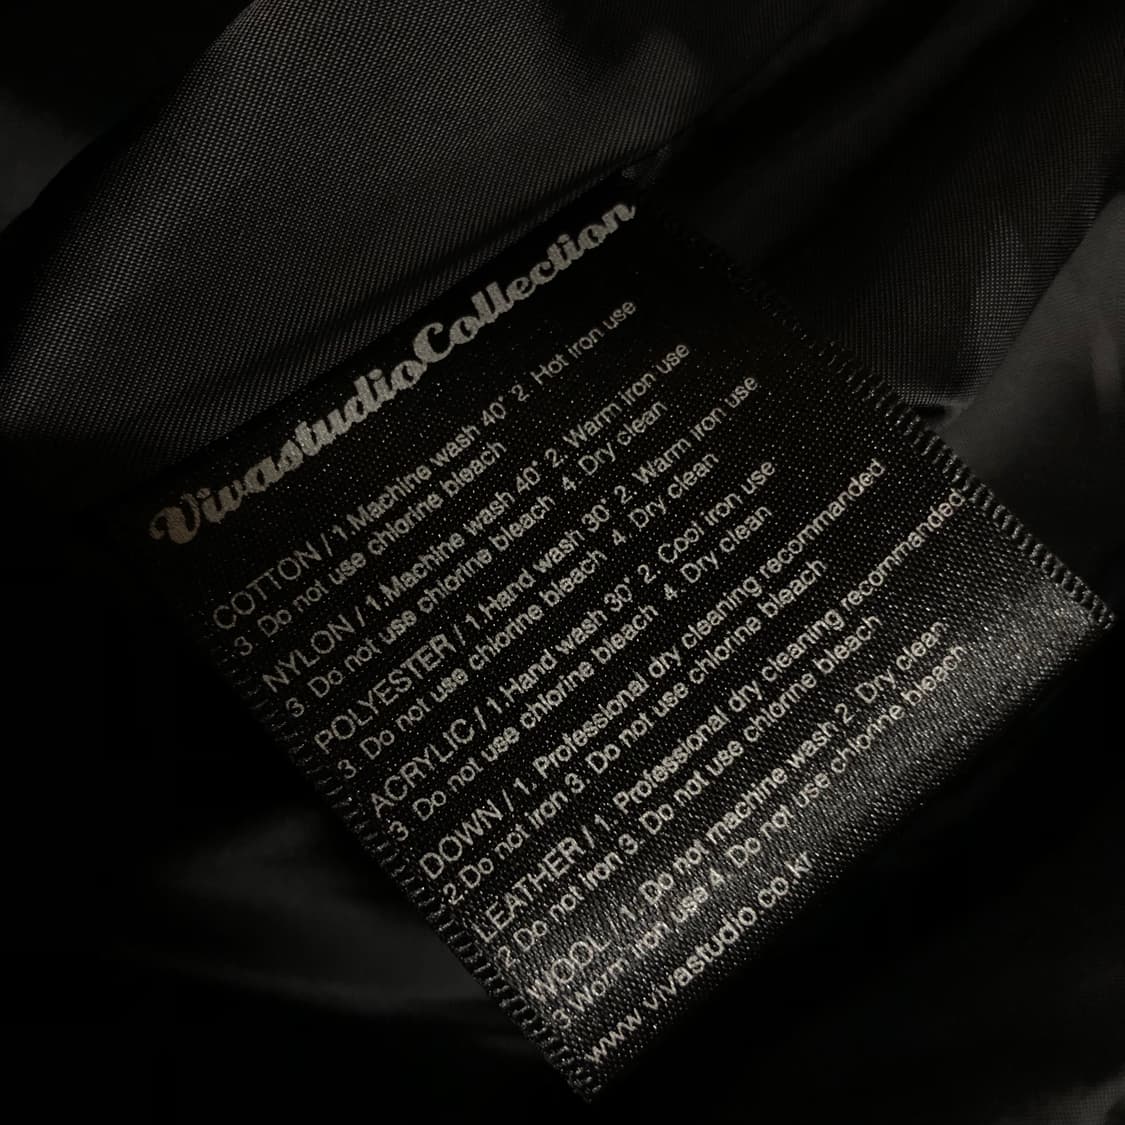 VivastudioCollection
COTTON / 1.Machine wash 40° 2. Hot iron use
3 Do not use chlorine bleach
NYLON / 1.Machine wash 40° 2. Warm iron use
3 Do not use chlorine bleach 4. Dry clean
POLYESTER / 1.Hand wash 30° 2. Warm iron use
3 Do not use chlorine bleach 4. Dry clean
ACRYLIC / 1.Hand wash 30° 2. Cool iron use
3 Do not use chlorine bleach 4. Dry clean
DOWN / 1. Professional dry cleaning recommanded
2 Do not iron 3. Do not use chlorine bleach
LEATHER / 1. Professional dry cleaning recommanded
2 Do not iron 3. Do not use chlorine bleach
WOOL / 1. Do not machine wash 2. Dry clean
3 iron use 4. Do not use chlorine bleach
www.vivastudio.co.kr